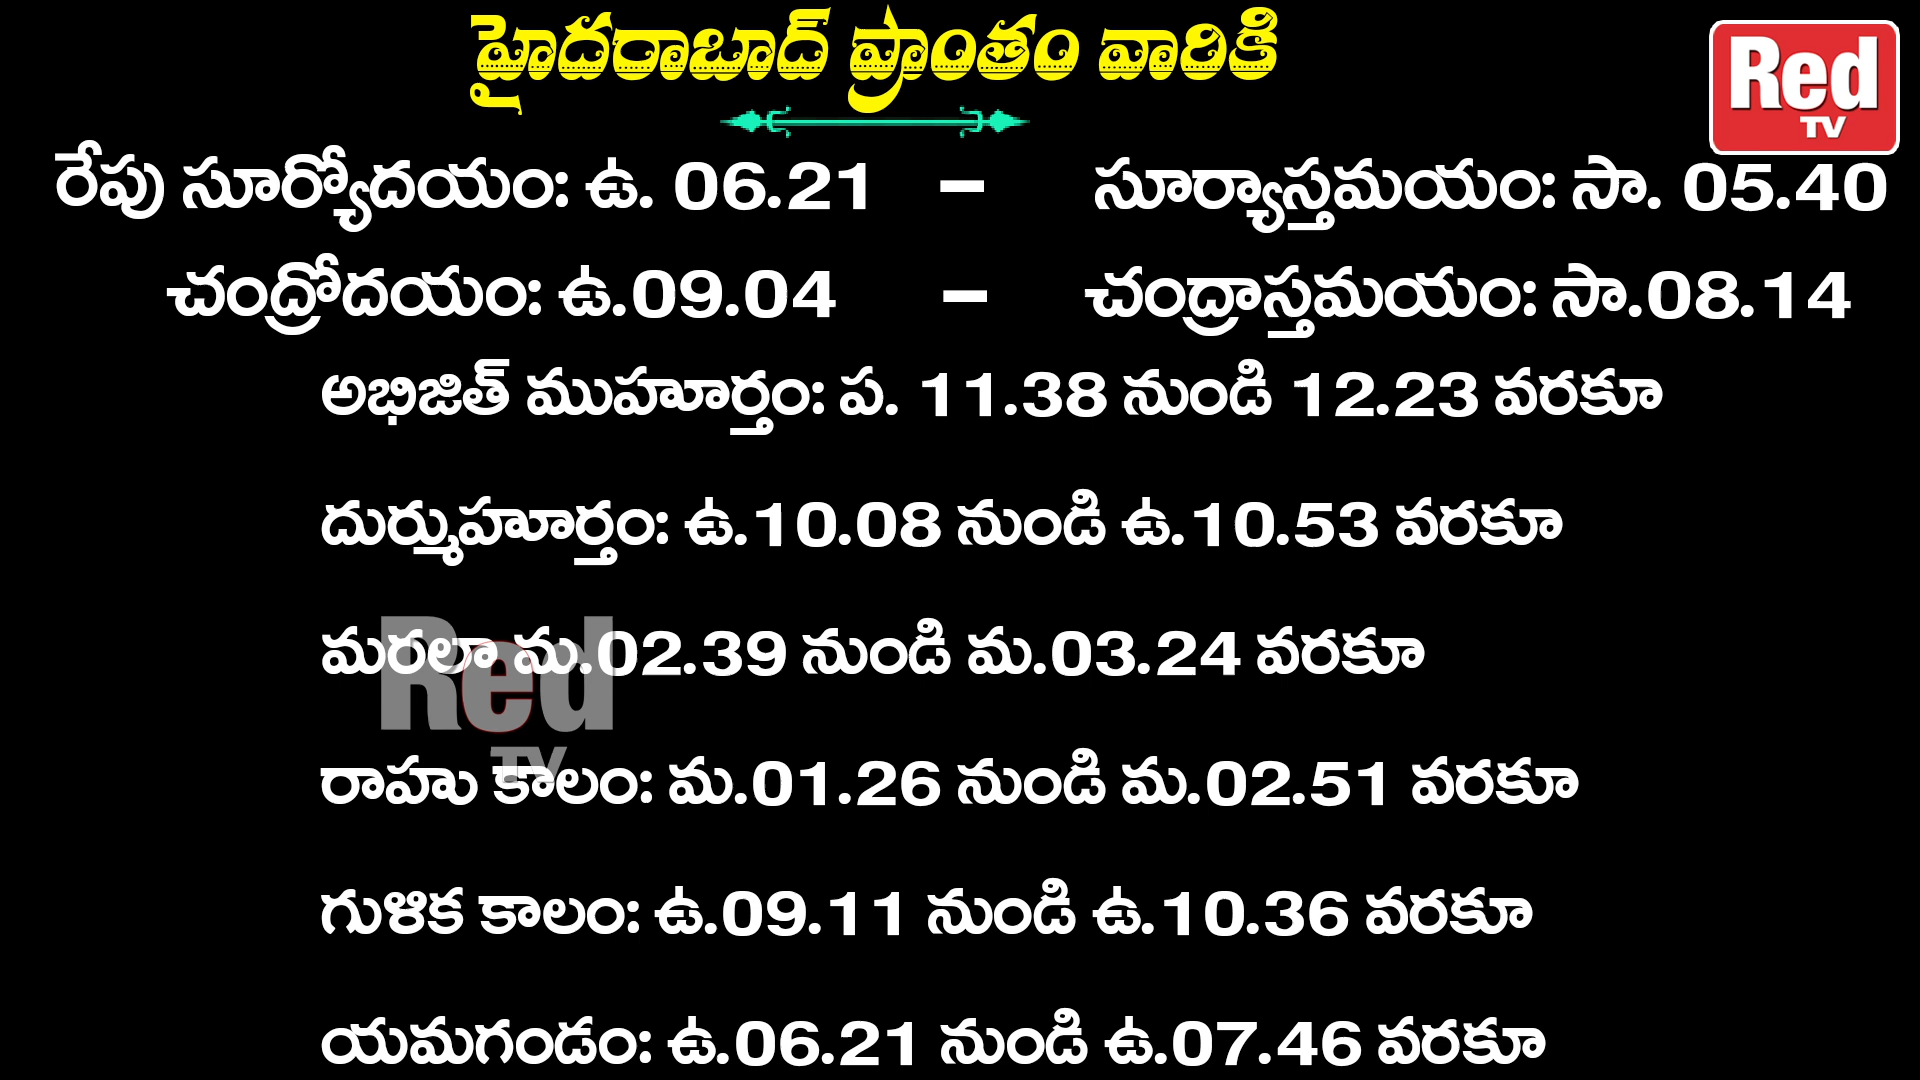 హైదరాబాద్ ప్రాంతం వారికి
Red
TV
రేపు సూర్యోదయం: ఉ. 06.21 – సూర్యాస్తమయం: సా. 05.40
చంద్రోదయం: ఉ.09.04 – చంద్రాస్తమయం: సా.08.14
అభిజిత్ ముహూర్తం: ప. 11.38 నుండి 12.23 వరకూ
దుర్ముహూర్తం: ఉ.10.08 నుండి ఉ.10.53 వరకూ
మరలా మ.02.39 నుండి మ.03.24 వరకూ
Red
TV
రాహు కాలం: మ.01.26 నుండి మ.02.51 వరకూ
గుళిక కాలం: ఉ.09.11 నుండి ఉ.10.36 వరకూ
యమగండం: ఉ.06.21 నుండి ఉ.07.46 వరకూ